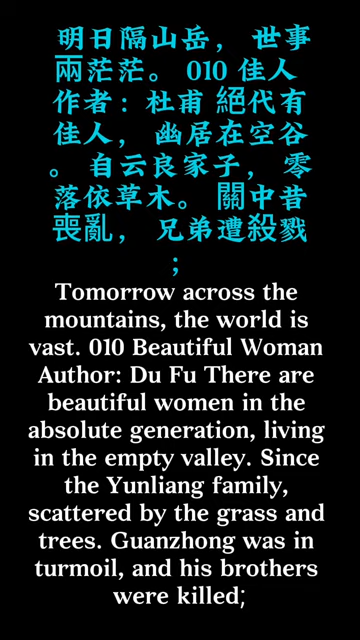 明日隔山岳， 世事
兩茫茫。 010 佳人
作者：杜甫 絕代有
佳人， 幽居在空谷
。 自云良家子， 零
落依草木。 關中昔
喪亂， 兄弟遭殺戮
；
Tomorrow across the
mountains, the world is
vast. 010 Beautiful Woman
Author: Du Fu There are
beautiful women in the
absolute generation, living
in the empty valley. Since
the Yunliang family,
scattered by the grass and
trees. Guanzhong was in
turmoil, and his brothers
were killed;